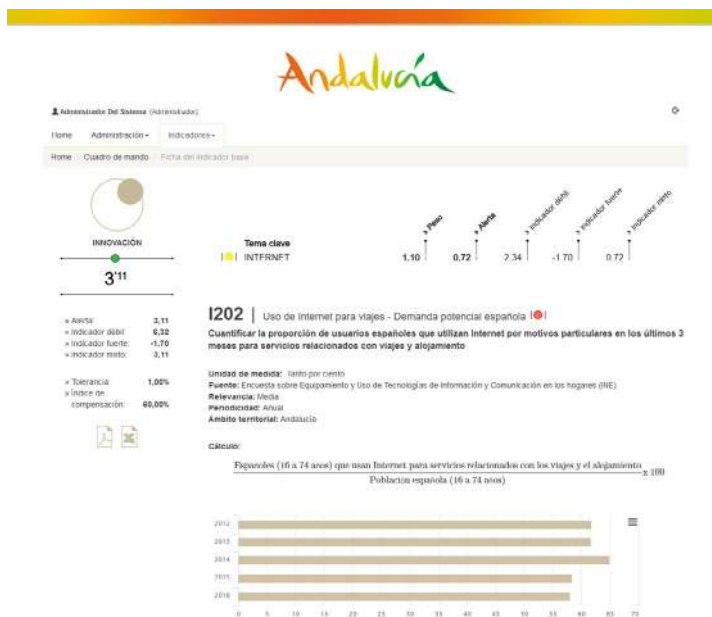 Andalucía
Administrador Del Sistema (Administrador)
Home Administración Indicadores
Home Cuadro de mando Ficha del indicador base
INNOVACIÓN
3'11
» Peso » Alerta » Indicador débil » Indicador fuerte » Indicador mixto
Tema clave
INTERNET 1,10 0,72 2,34 -1,70 0,72
» Alerta: 3,11
» Indicador débil: 6,32
» Indicador fuerte: -1,70
» Indicador mixto: 3,11
» Tolerancia: 1,00%
» Índice de
compensación: 60,00%
I202 | Uso de Internet para viajes - Demanda potencial española
Cuantificar la proporción de usuarios españoles que utilizan Internet por motivos particulares en los últimos 3
meses para servicios relacionados con viajes y alojamiento
Unidad de medida: Tanto por ciento
Fuente: Encuesta sobre Equipamiento y Uso de Tecnologías de Información y Comunicación en los hogares (INE)
Relevancia: Media
Periodicidad: Anual
Ámbito territorial: Andalucía
Cálculo:
Espanoles (16 a 74 anos) que usan Internet para servicios relacionados con los viajes y el alojamiento
x 100
Poblacion española (16 a 74 anos)
2012
2013
2014
2015
2016
0 5 10 15 20 25 30 35 40 45 50 55 60 65 70